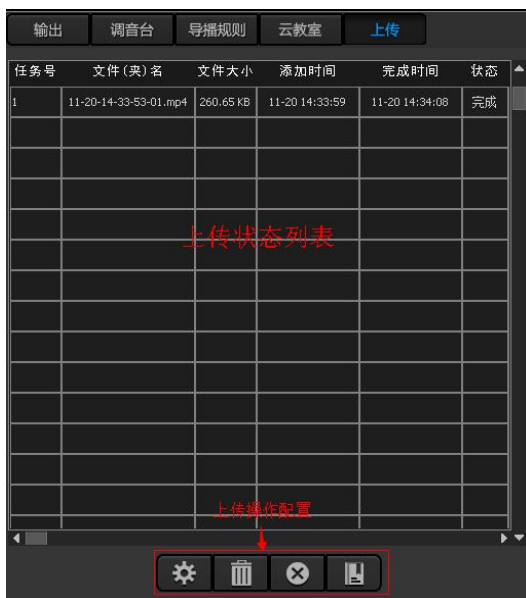 输出 调音台 导播规则 云教室 上传
任务号 文件(夹)名 文件大小 添加时间 完成时间 状态
1 11-20-14-33-53-01.mp4 260.65 KB 11-20 14:33:59 11-20 14:34:08 完成
上传状态列表
上传操作配置